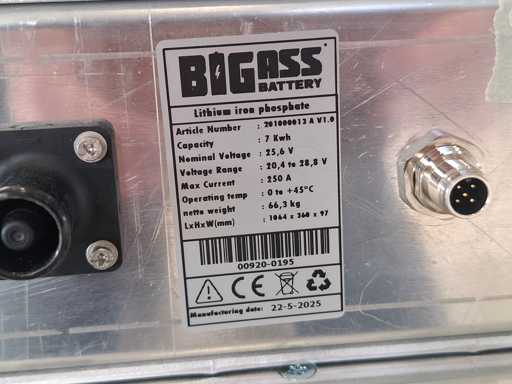 BIGASS
BATTERY
Lithium iron phosphate
Article Number : 201000012 A V1.0
Capacity : 7 Kwh
Nominal Voltage : 25,6 V
Voltage Range : 20,4 to 28,8 V
Max Current : 250 A
Operating temp : 0 to +45°C
netto weight : 66,3 kg
LxHxW(mm) : 1064 x 360 x 97
00920-0195
CE
Manufacturing date: 22-5-2025